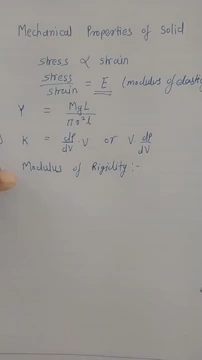 Mechanical Properties of Solid
stress ∝ strain
stress/strain = E (modulus of elasti
Y = MgL/πr²l
K = dP/dV V or V dP/dV
Modulus of Rigidity :-